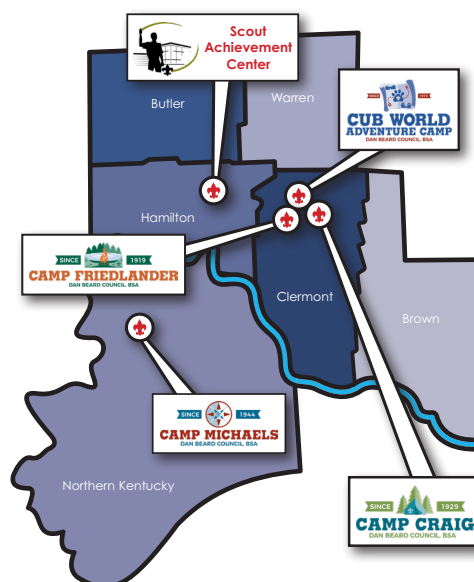 Scout
Achievement
Center
Butler
Warren
SINCE 1972
CUB WORLD
ADVENTURE CAMP
DAN BEARD COUNCIL, BSA
Hamilton
SINCE 1919
CAMP FRIEDLANDER
DAN BEARD COUNCIL, BSA
Clermont
Brown
SINCE 1944
CAMP MICHAELS
DAN BEARD COUNCIL, BSA
Northern Kentucky
SINCE 1929
CAMP CRAIG
DAN BEARD COUNCIL, BSA